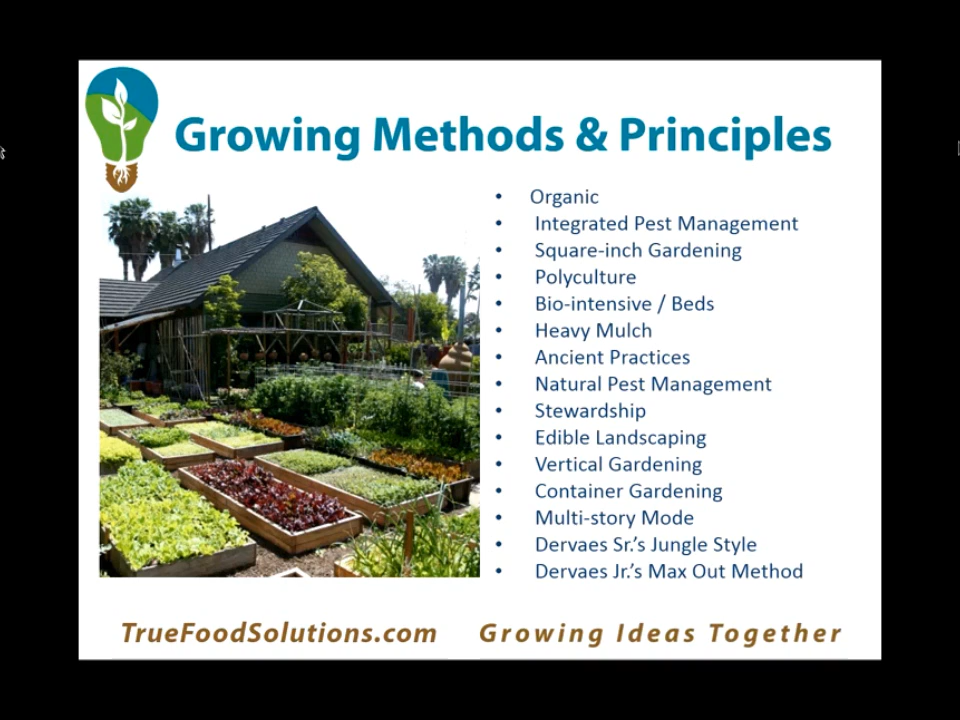 Growing Methods & Principles
• Organic
• Integrated Pest Management
• Square-inch Gardening
• Polyculture
• Bio-intensive / Beds
• Heavy Mulch
• Ancient Practices
• Natural Pest Management
• Stewardship
• Edible Landscaping
• Vertical Gardening
• Container Gardening
• Multi-story Mode
• Dervaes Sr.'s Jungle Style
• Dervaes Jr.'s Max Out Method
TrueFoodSolutions.com Growing Ideas Together